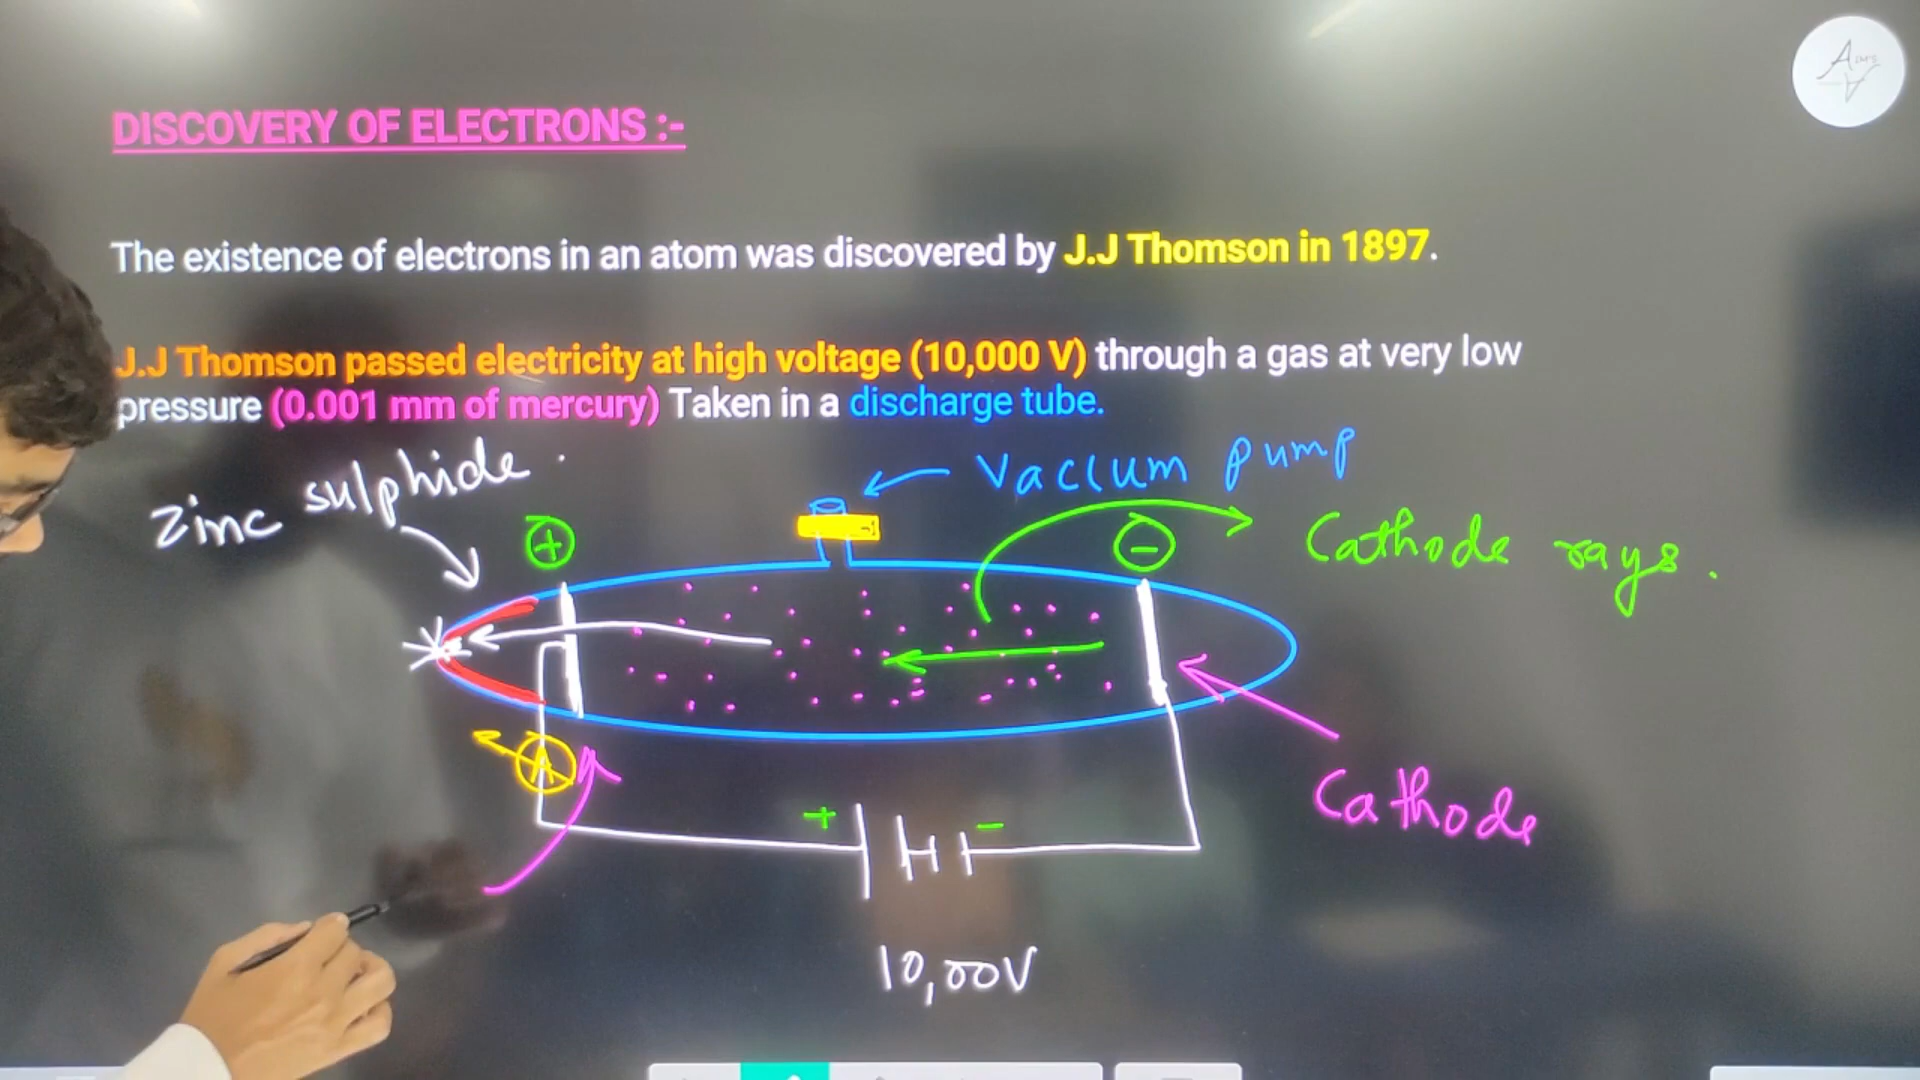 DISCOVERY OF ELECTRONS :-
The existence of electrons in an atom was discovered by J.J Thomson in 1897.
J.J Thomson passed electricity at high voltage (10,000 V) through a gas at very low
pressure (0.001 mm of mercury) Taken in a discharge tube.
Zinc sulphide.
Vaccum pump
+
-
Cathode rays.
A
Cathode
+ -
10,00V